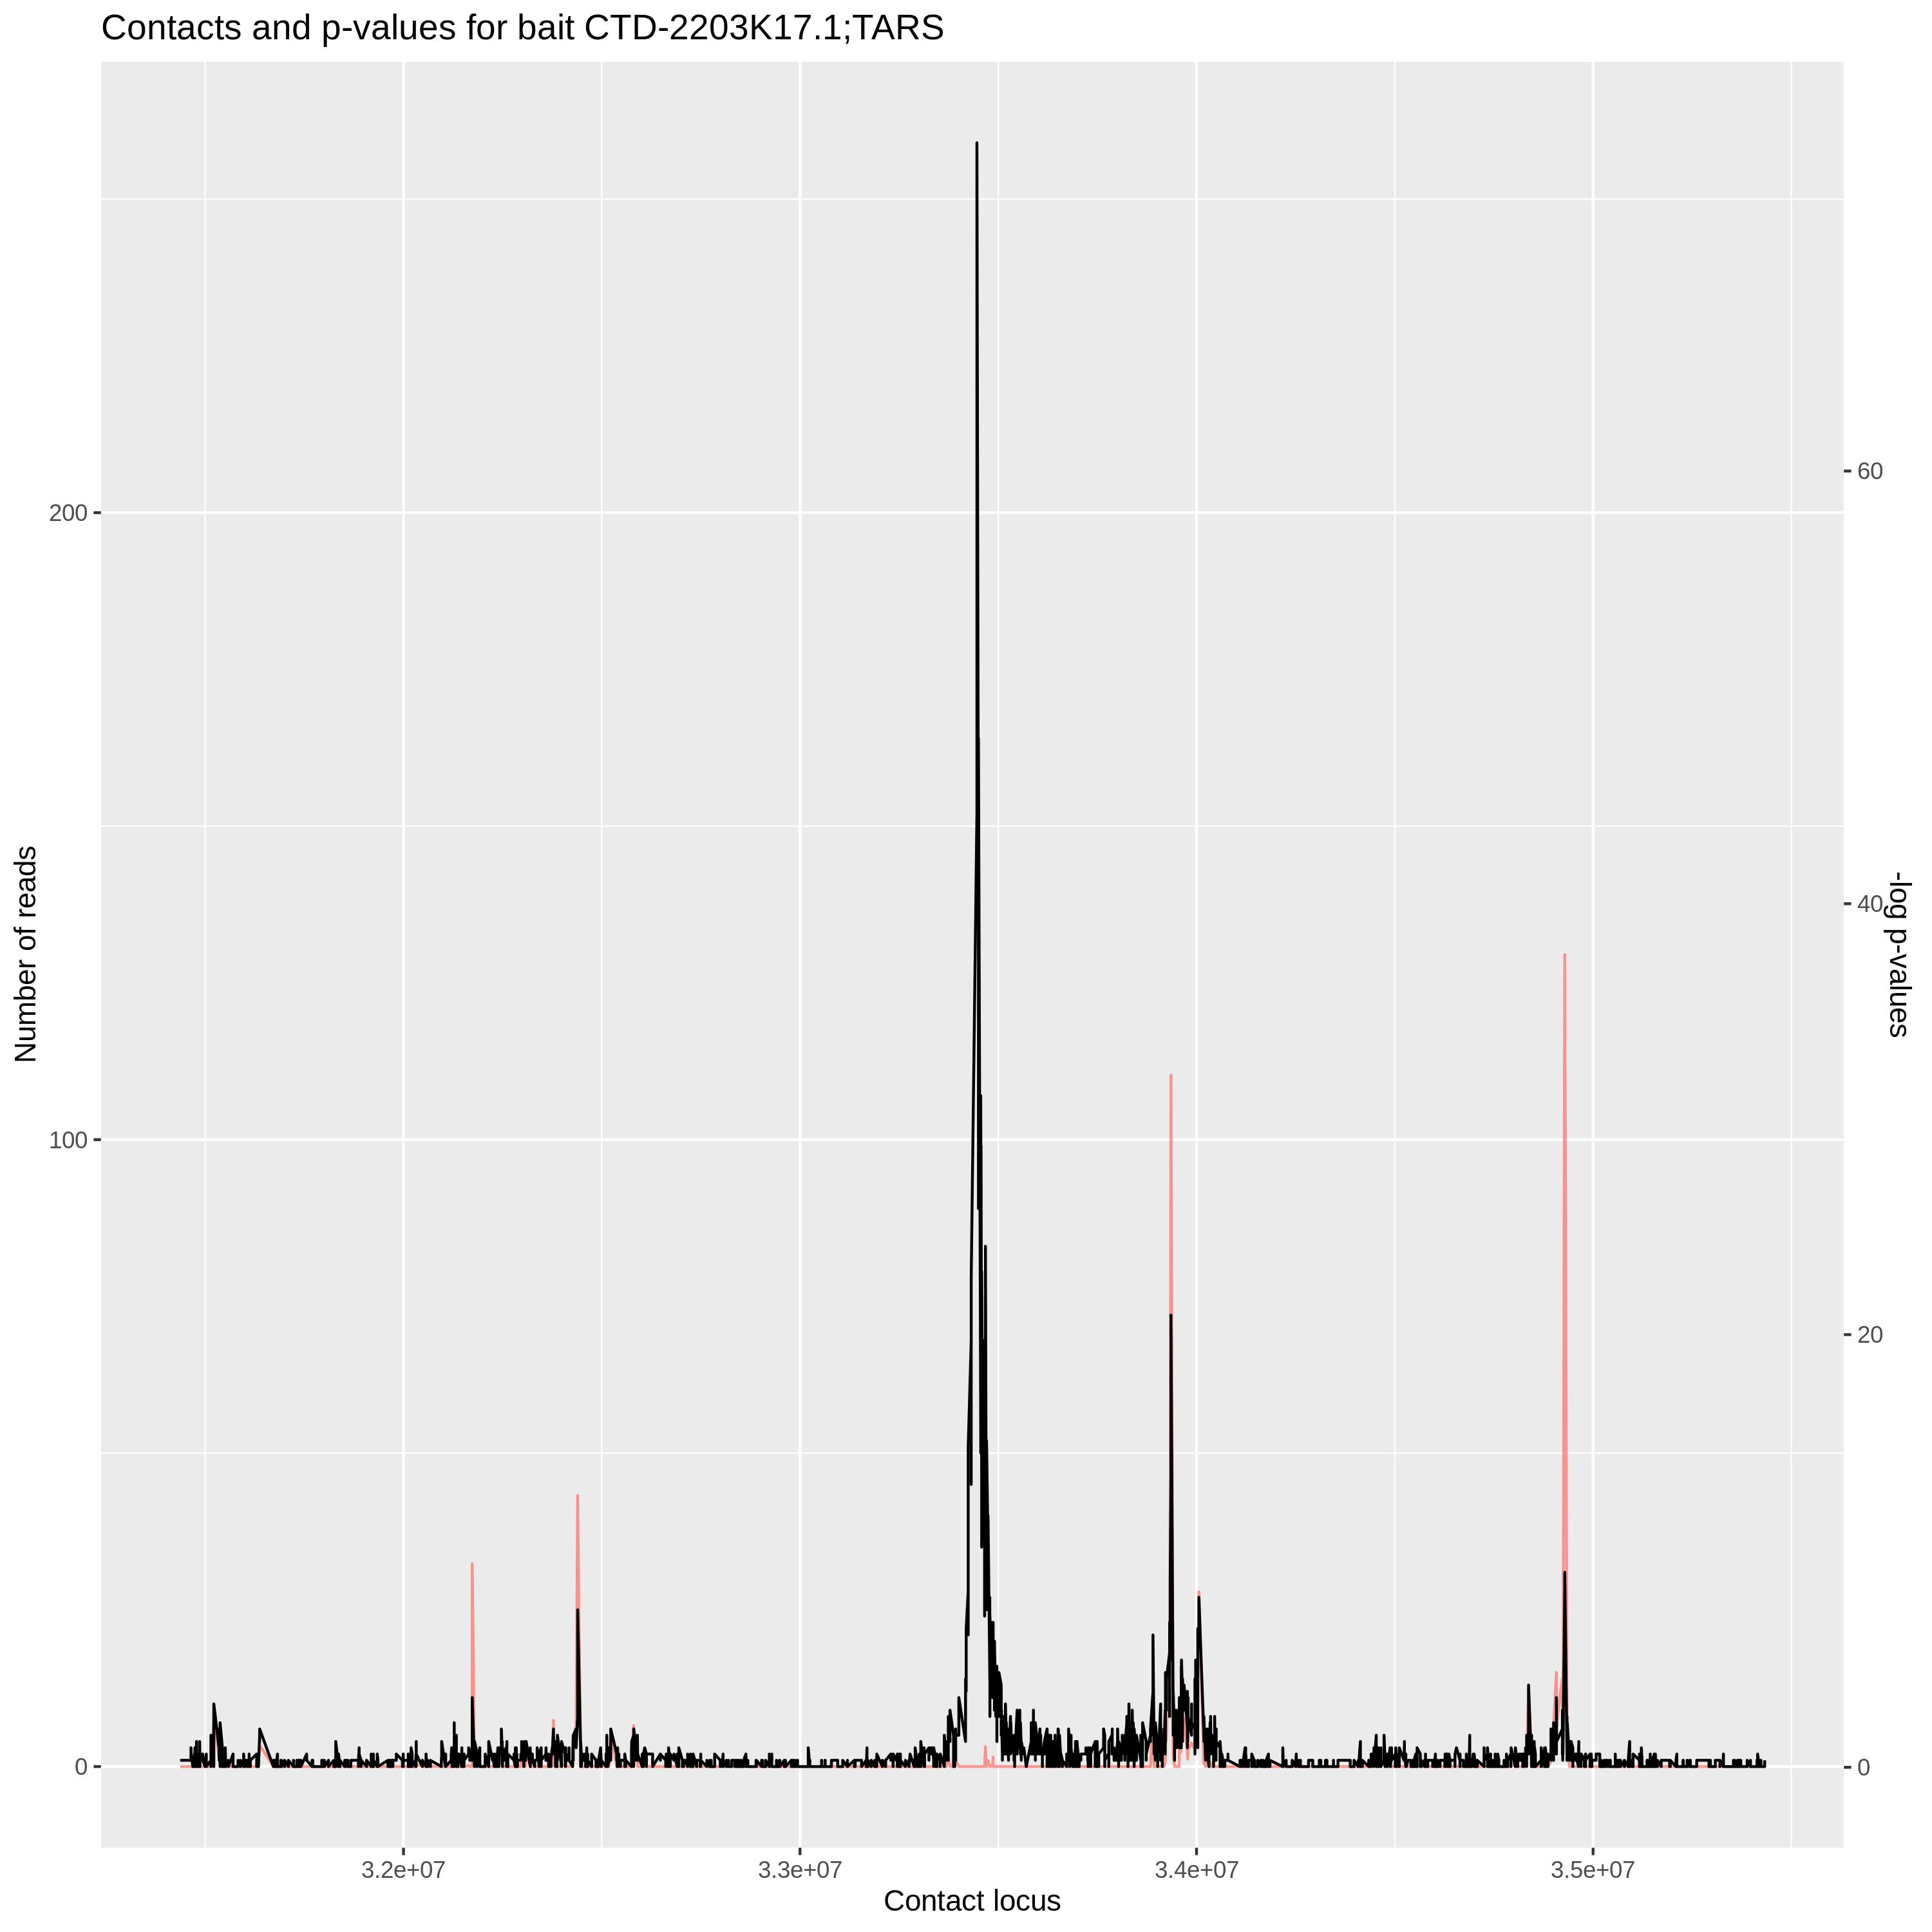 Contacts and p-values for bait CTD-2203K17.1;TARS
Number of reads
200
100
0
60
40
20
0
-log p-values
3.2e+07 3.3e+07 3.4e+07 3.5e+07
Contact locus